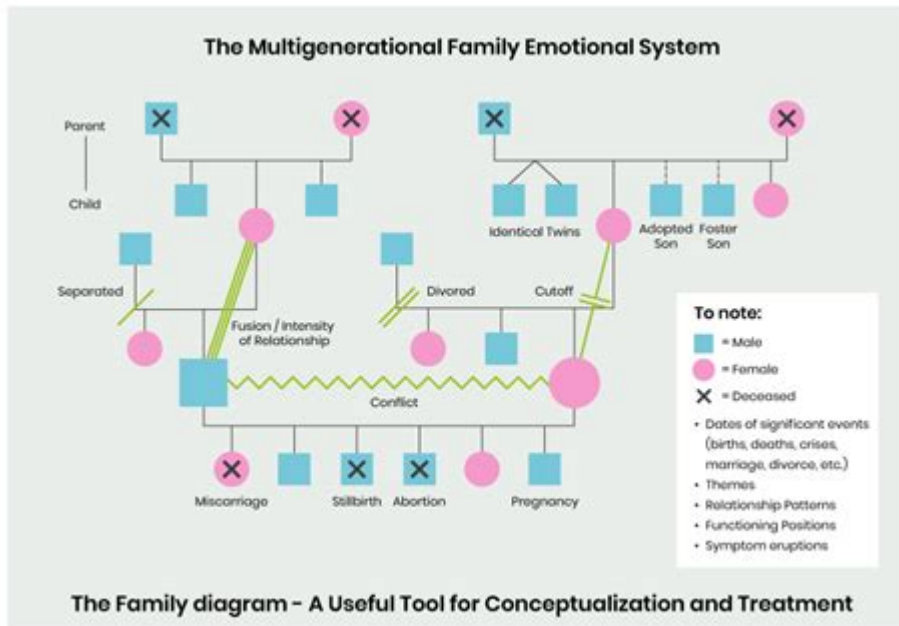 The Multigenerational Family Emotional System
Parent
Child
Identical Twins
Adopted
Son
Foster
Son
Separated
Divored
Cutoff
Fusion / Intensity
of Relationship
Conflict
Miscarriage
Stillbirth
Abortion
Pregnancy
To note:
= Male
= Female
= Deceased
• Dates of significant events
(births, deaths, crises,
marriage, divorce, etc.)
• Themes
• Relationship Patterns
• Functioning Positions
• Symptom eruptions
The Family diagram - A Useful Tool for Conceptualization and Treatment